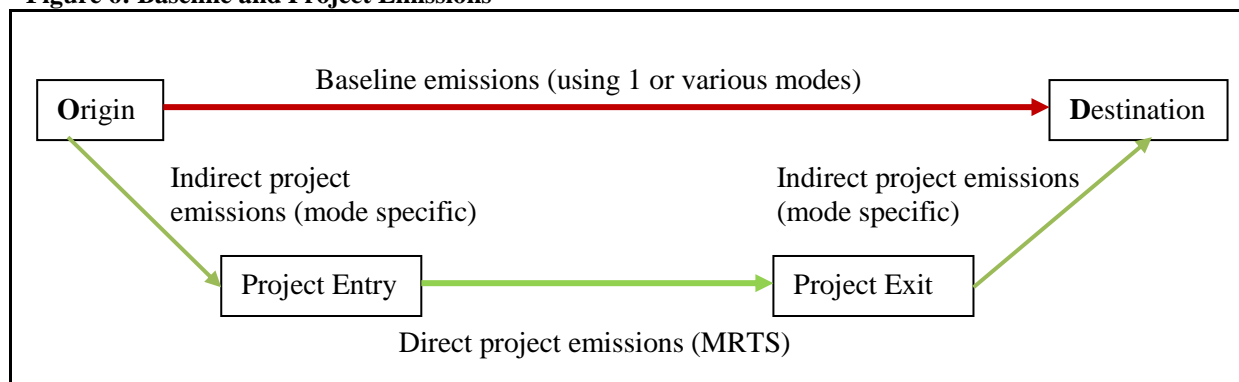 Figure 6: Baseline and Project Emissions
Baseline emissions (using 1 or various modes)
Origin
Destination
Indirect project
emissions (mode specific)
Indirect project emissions
(mode specific)
Project Entry
Project Exit
Direct project emissions (MRTS)